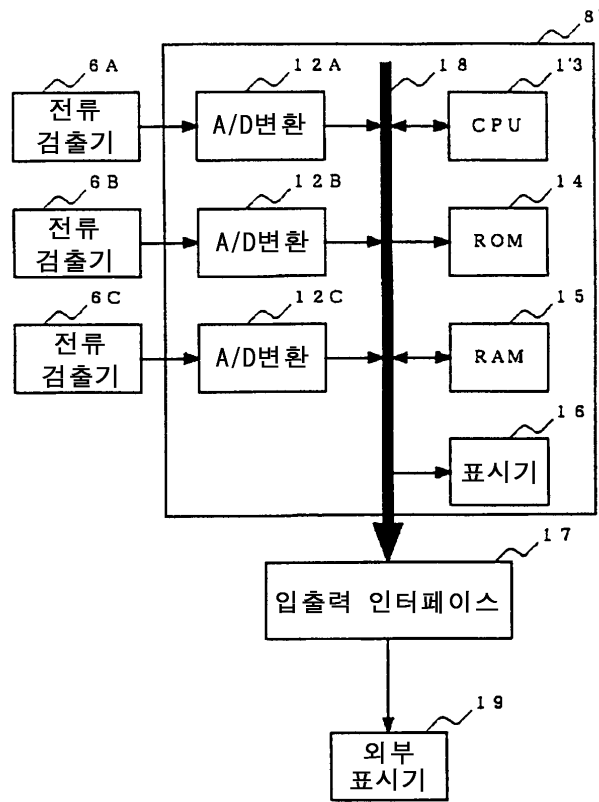 8
6A
12A
18
13
전류
검출기
A/D변환
CPU
6B
12B
14
전류
검출기
A/D변환
ROM
6C
12C
15
전류
검출기
A/D변환
RAM
16
표시기
17
입출력 인터페이스
19
외부
표시기